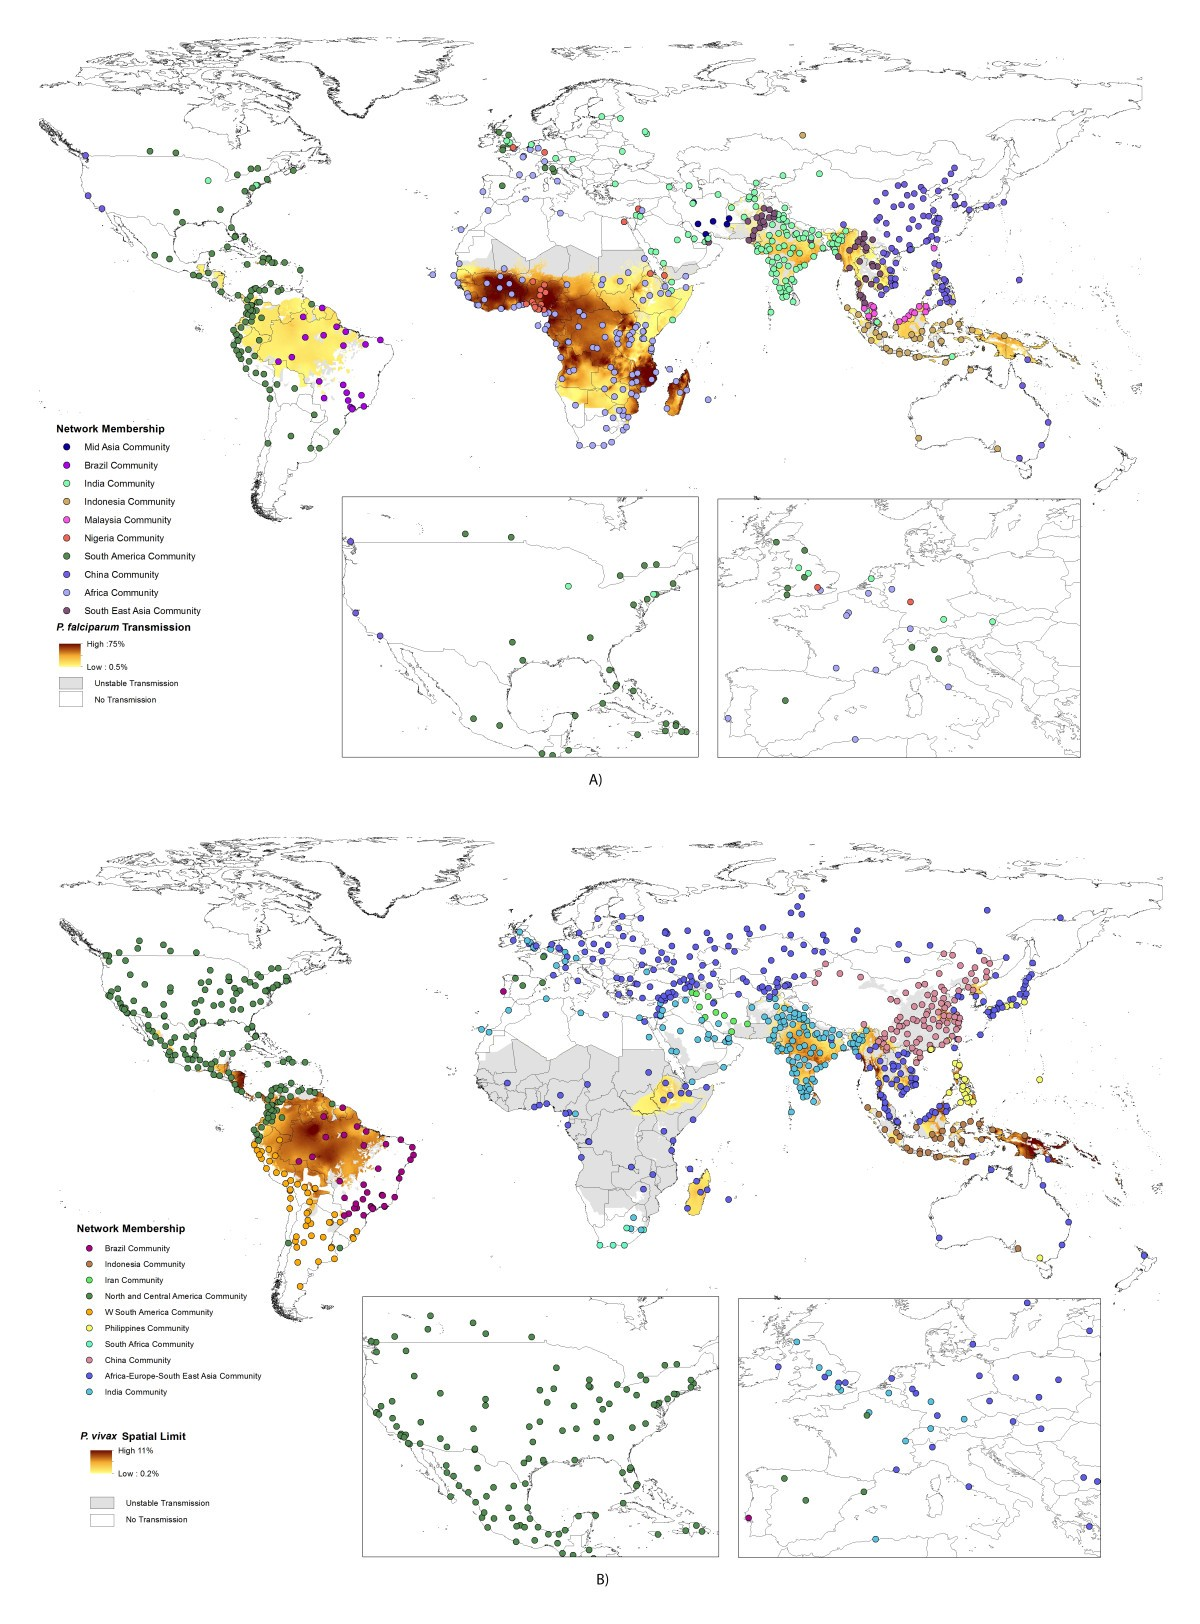 Network Membership
Mid Asia Community
Brazil Community
India Community
Indonesia Community
Malaysia Community
Nigeria Community
South America Community
China Community
Africa Community
South East Asia Community
P. falciparum Transmission
High :75%
Low : 0.5%
Unstable Transmission
No Transmission
A)
Network Membership
Brazil Community
Indonesia Community
Iran Community
North and Central America Community
W South America Community
Philippines Community
South Africa Community
China Community
Africa-Europe-South East Asia Community
India Community
P. vivax Spatial Limit
High 11%
Low : 0.2%
Unstable Transmission
No Transmission
B)